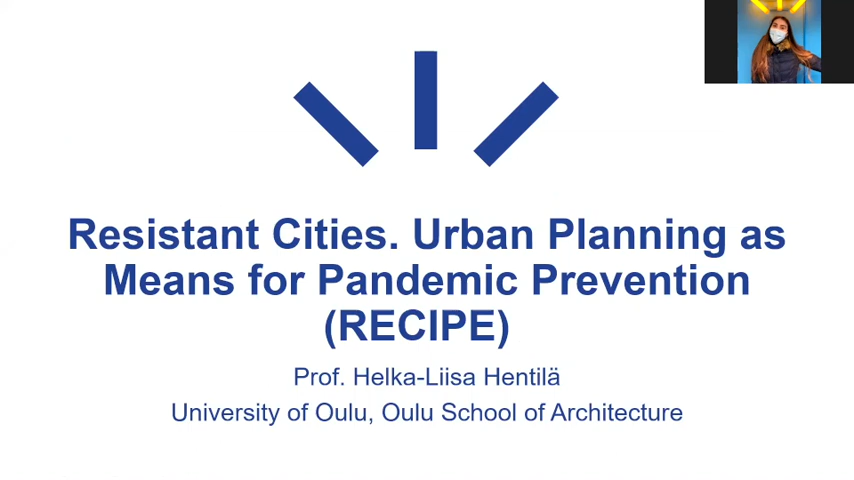 Resistant Cities. Urban Planning as
Means for Pandemic Prevention
(RECIPE)
Prof. Helka-Liisa Hentilä
University of Oulu, Oulu School of Architecture